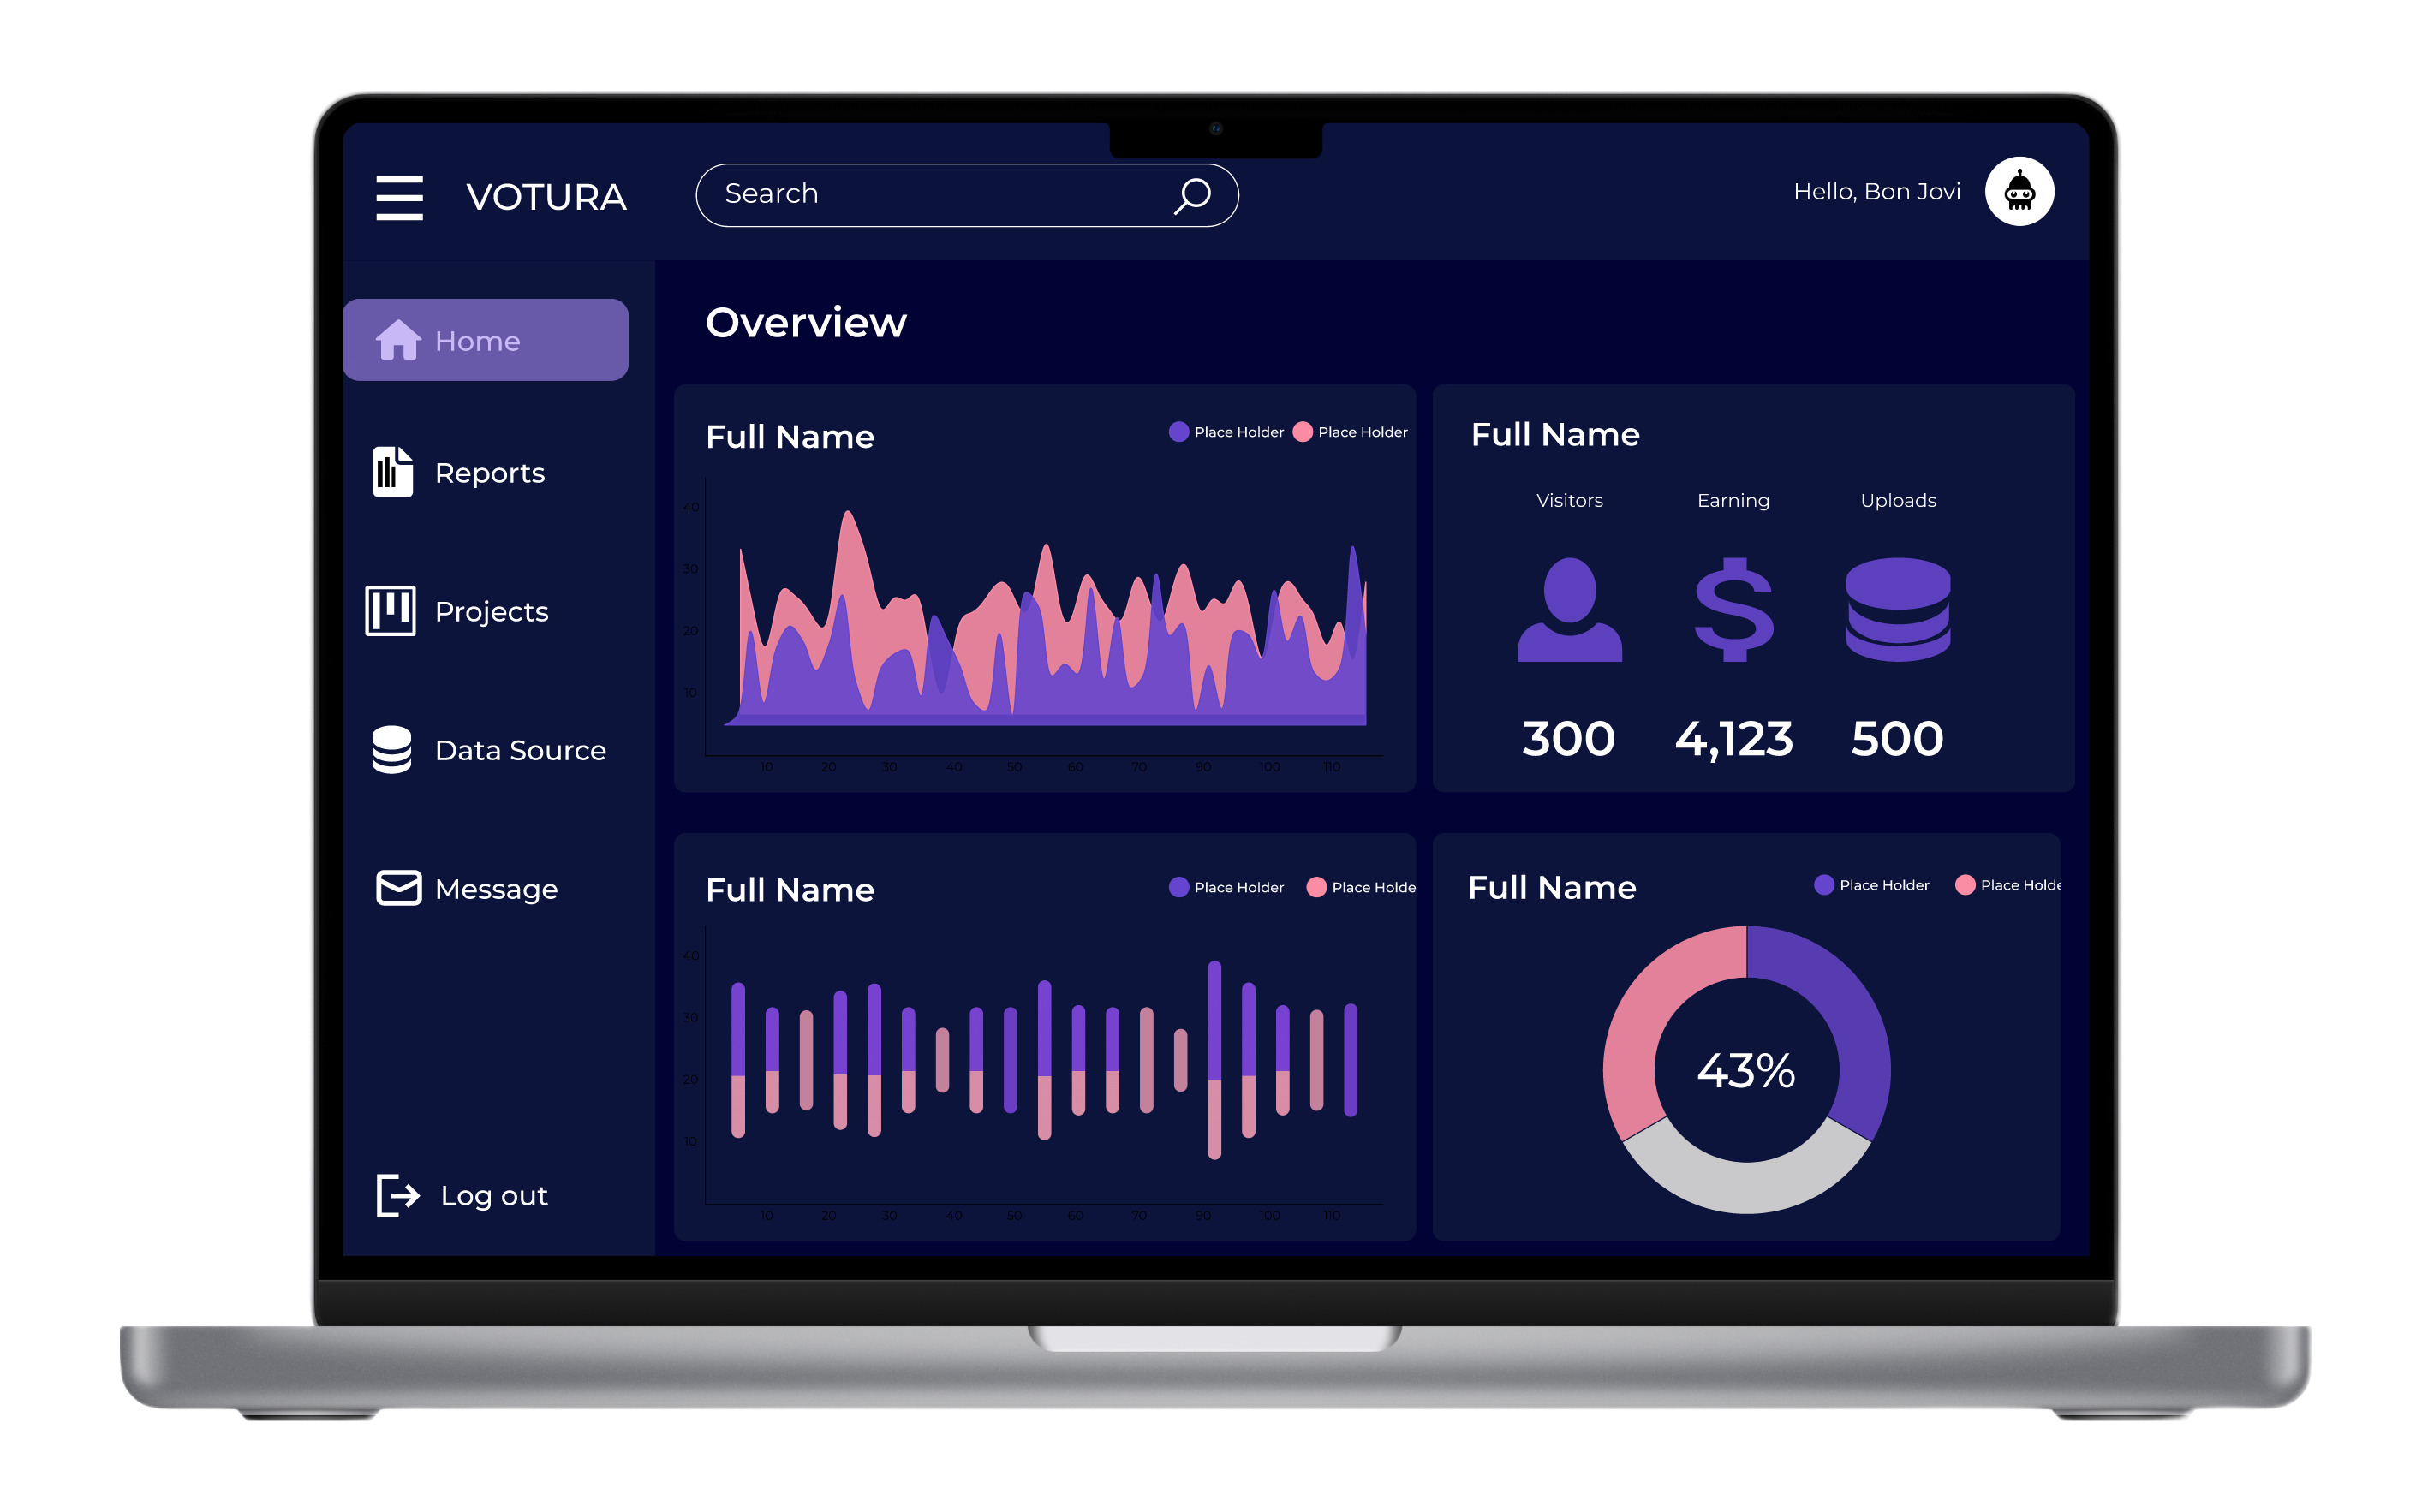 VOTURA
Search
Hello, Bon Jovi
Home
Reports
Projects
Data Source
Message
Log out
Overview
Full Name
Place Holder
Place Holder
40
30
20
10
10 20 30 40 50 60 70 90 100 110
Full Name
Visitors Earning Uploads
$
300 4,123 500
Full Name
Place Holder
Place Holde
40
30
20
10
10 20 30 40 50 60 70 90 100 110
Full Name
Place Holder
Place Holde
43%